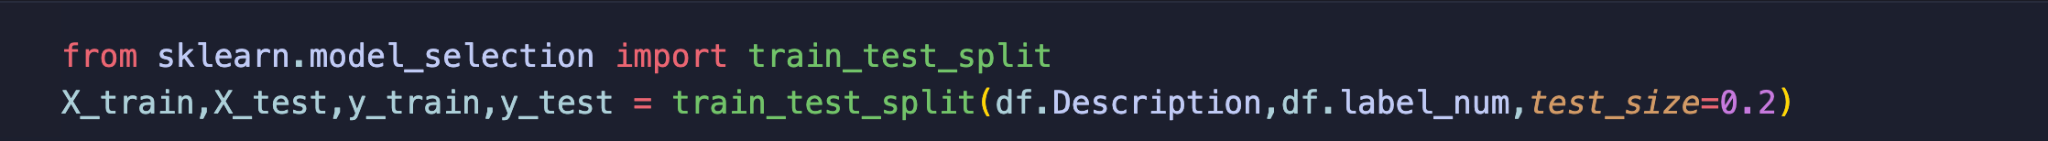 from sklearn.model_selection import train_test_split
X_train,X_test,y_train,y_test = train_test_split(df.Description,df.label_num,test_size=0.2)